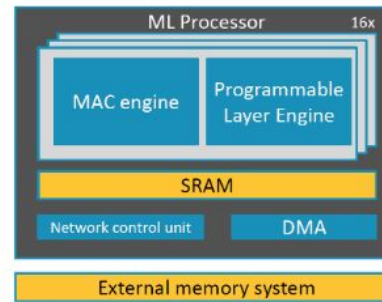 ML Processor
16x
MAC engine
Programmable
Layer Engine
SRAM
Network control unit
DMA
External memory system